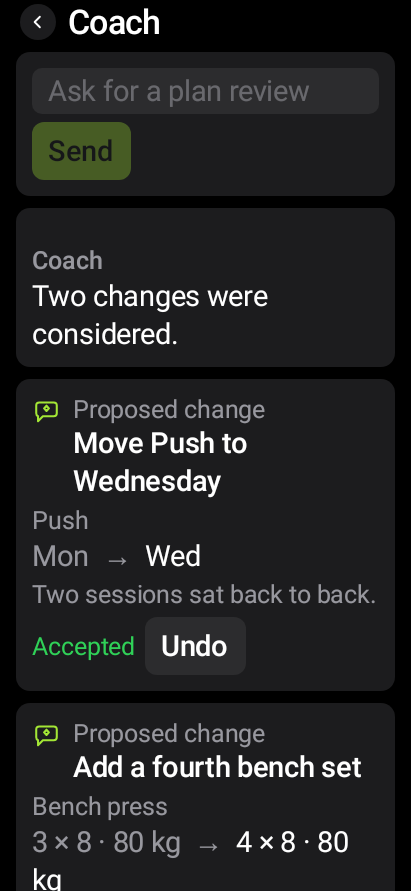 Coach
Ask for a plan review
Send
Coach
Two changes were
considered.
Proposed change
Move Push to
Wednesday
Push
Mon → Wed
Two sessions sat back to back.
Accepted Undo
Proposed change
Add a fourth bench set
Bench press
3 × 8 · 80 kg → 4 × 8 · 80
kg